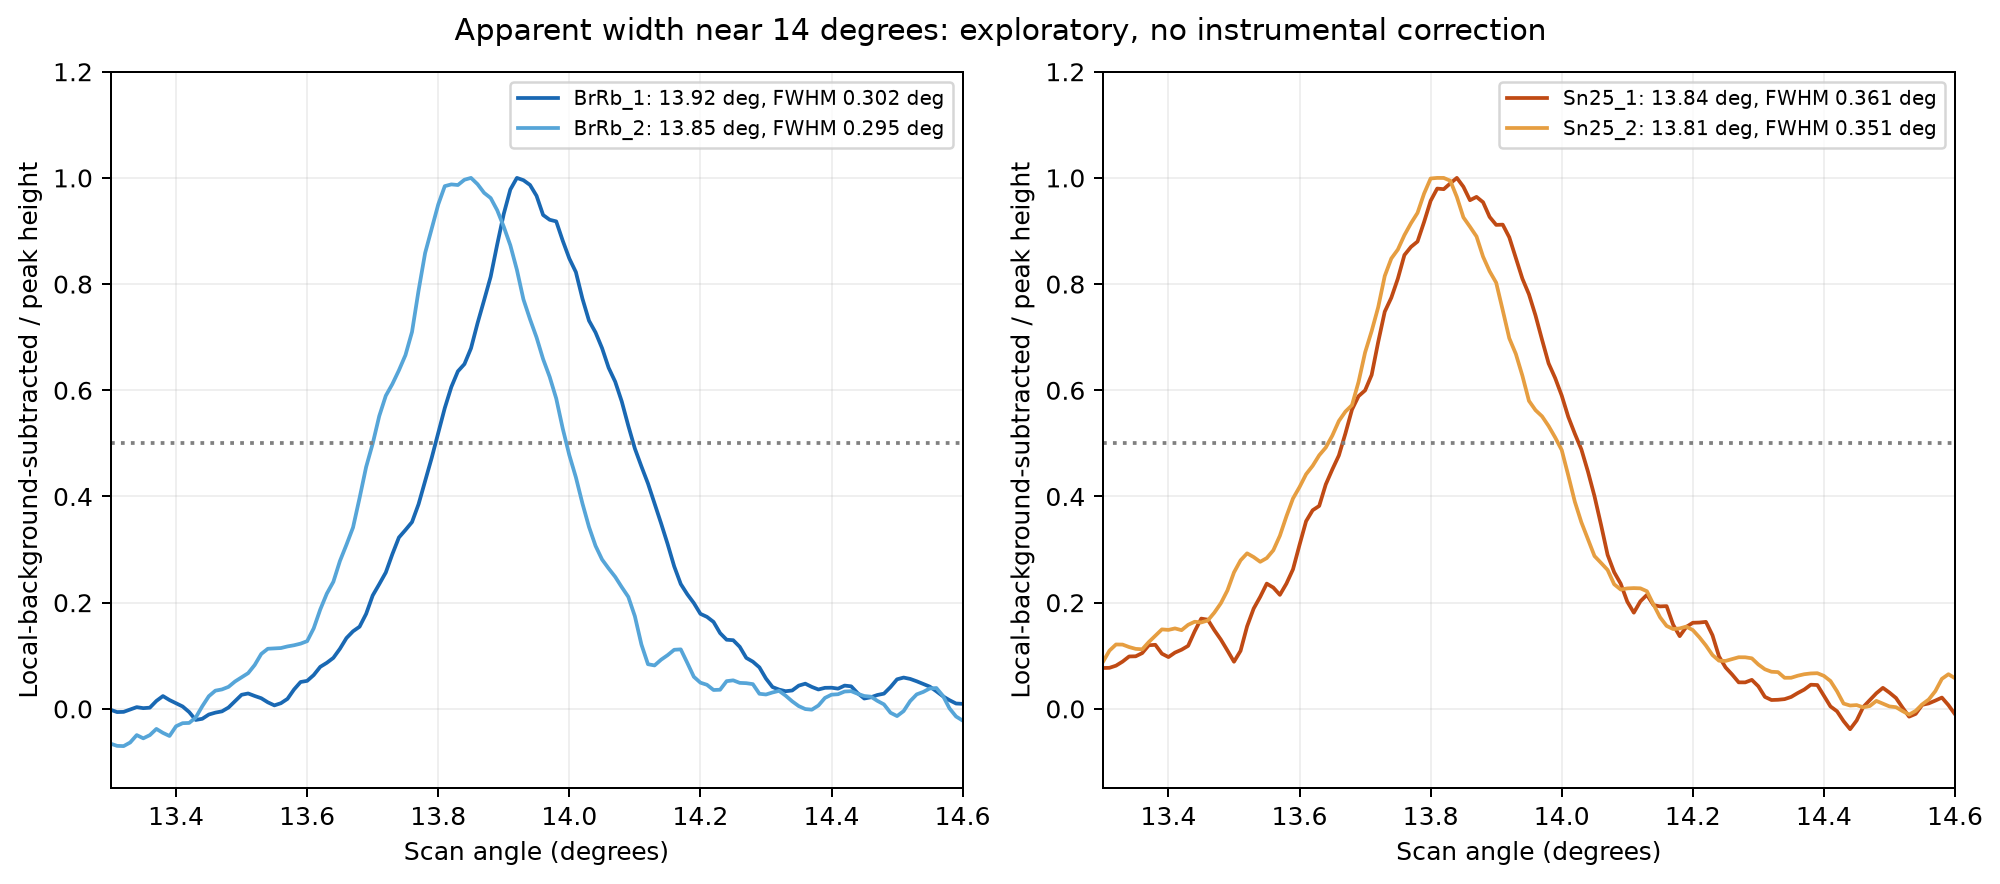 Apparent width near 14 degrees: exploratory, no instrumental correction
Local-background-subtracted / peak height
1.2
1.0
0.8
0.6
0.4
0.2
0.0
BrRb_1: 13.92 deg, FWHM 0.302 deg
BrRb_2: 13.85 deg, FWHM 0.295 deg
13.4 13.6 13.8 14.0 14.2 14.4 14.6
Scan angle (degrees)
Local-background-subtracted / peak height
1.2
1.0
0.8
0.6
0.4
0.2
0.0
Sn25_1: 13.84 deg, FWHM 0.361 deg
Sn25_2: 13.81 deg, FWHM 0.351 deg
13.4 13.6 13.8 14.0 14.2 14.4 14.6
Scan angle (degrees)